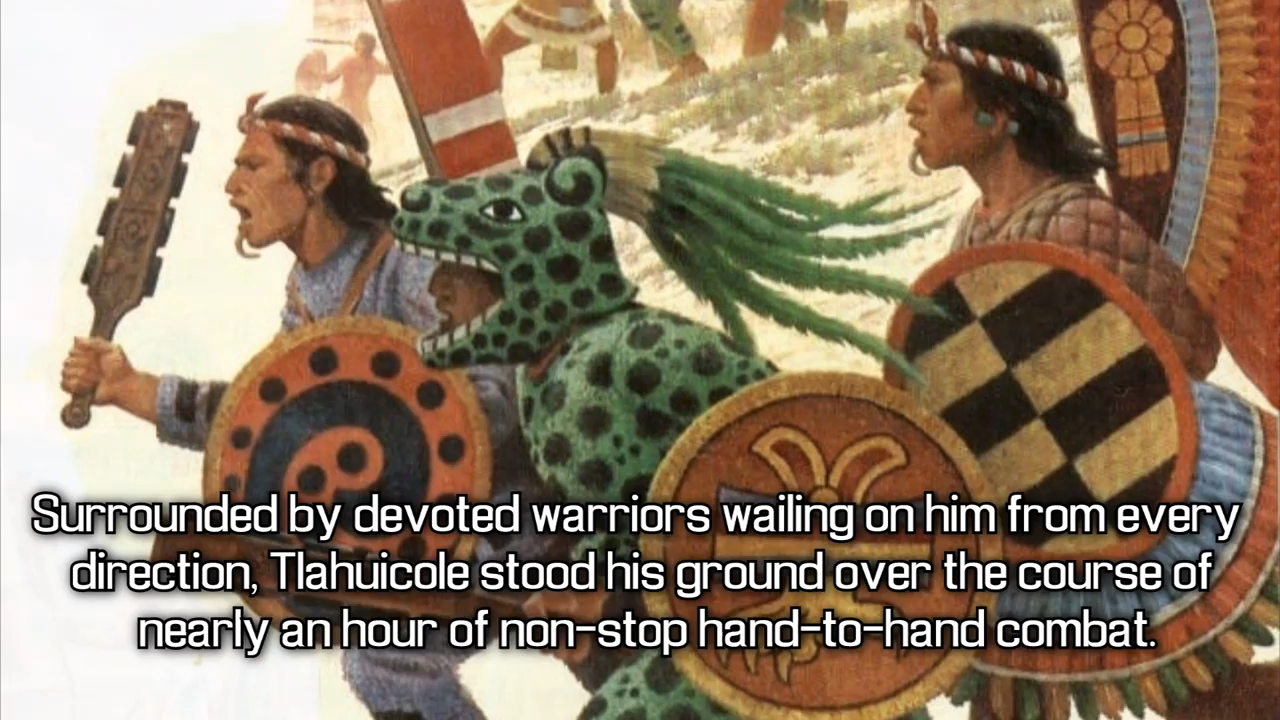 Surrounded by devoted warriors wailing on him from every
direction, Tlahuicole stood his ground over the course of
nearly an hour of non-stop hand-to-hand combat.